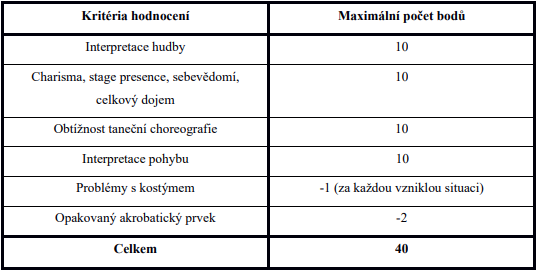 Kritéria hodnocení Maximální počet bodů
Interpretace hudby 10
Charisma, stage presence, sebevědomí, 10
celkový dojem
Obtížnost taneční choreografie 10
Interpretace pohybu 10
Problémy s kostýmem -1 (za každou vzniklou situaci)
Opakovaný akrobatický prvek -2
Celkem 40